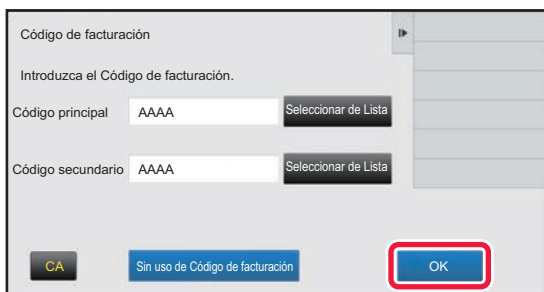 Código de facturación
Introduzca el Código de facturación.
Código principal AAAA Seleccionar de Lista
Código secundario AAAA Seleccionar de Lista
CA Sin uso de Código de facturación OK